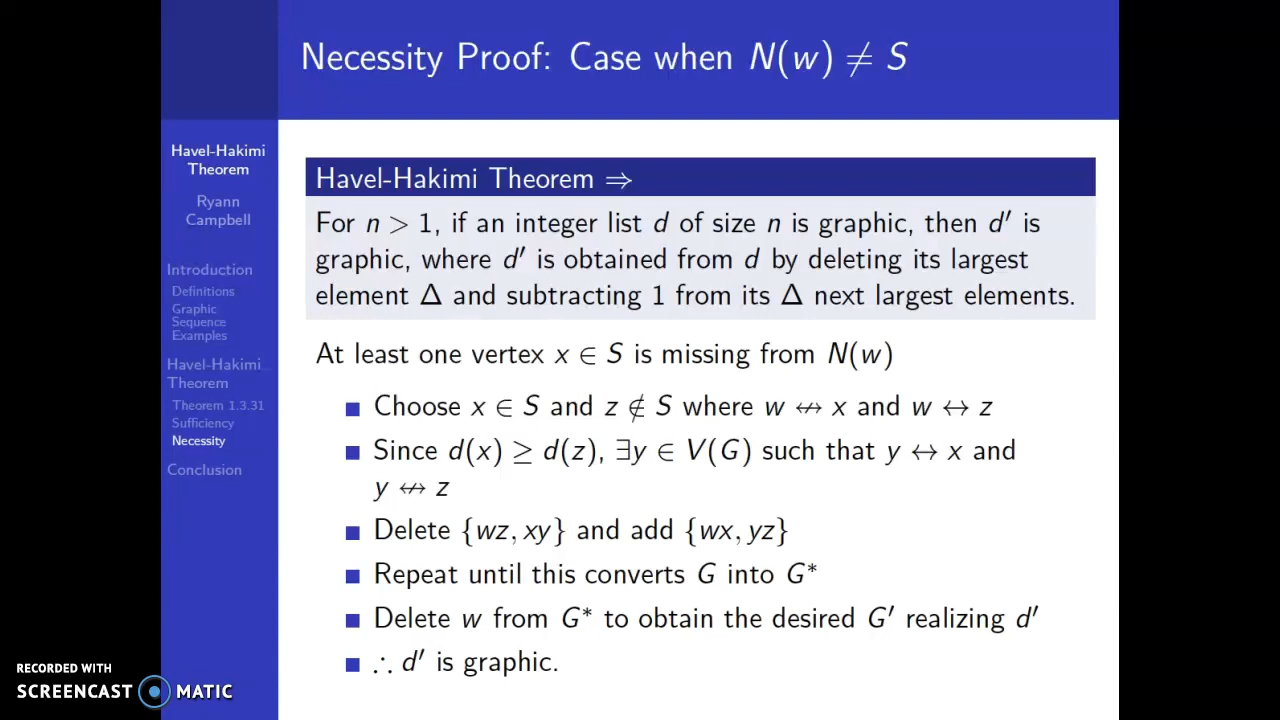 Necessity Proof: Case when N(w) ≠ S
Havel-Hakimi
Theorem
Ryann
Campbell
Introduction
Definitions
Graphic
Sequence
Examples
Havel-Hakimi
Theorem
Theorem 1.3.31
Sufficiency
Necessity
Conclusion
Havel-Hakimi Theorem ⇒
For n > 1, if an integer list d of size n is graphic, then d′ is
graphic, where d′ is obtained from d by deleting its largest
element Δ and subtracting 1 from its Δ next largest elements.
At least one vertex x ∈ S is missing from N(w)
Choose x ∈ S and z ∉ S where w ↮ x and w ↔ z
Since d(x) ≥ d(z), ∃y ∈ V(G) such that y ↔ x and
y ↮ z
Delete {wz, xy} and add {wx, yz}
Repeat until this converts G into G*
Delete w from G* to obtain the desired G′ realizing d′
∴ d′ is graphic.
RECORDED WITH
SCREENCAST MATIC